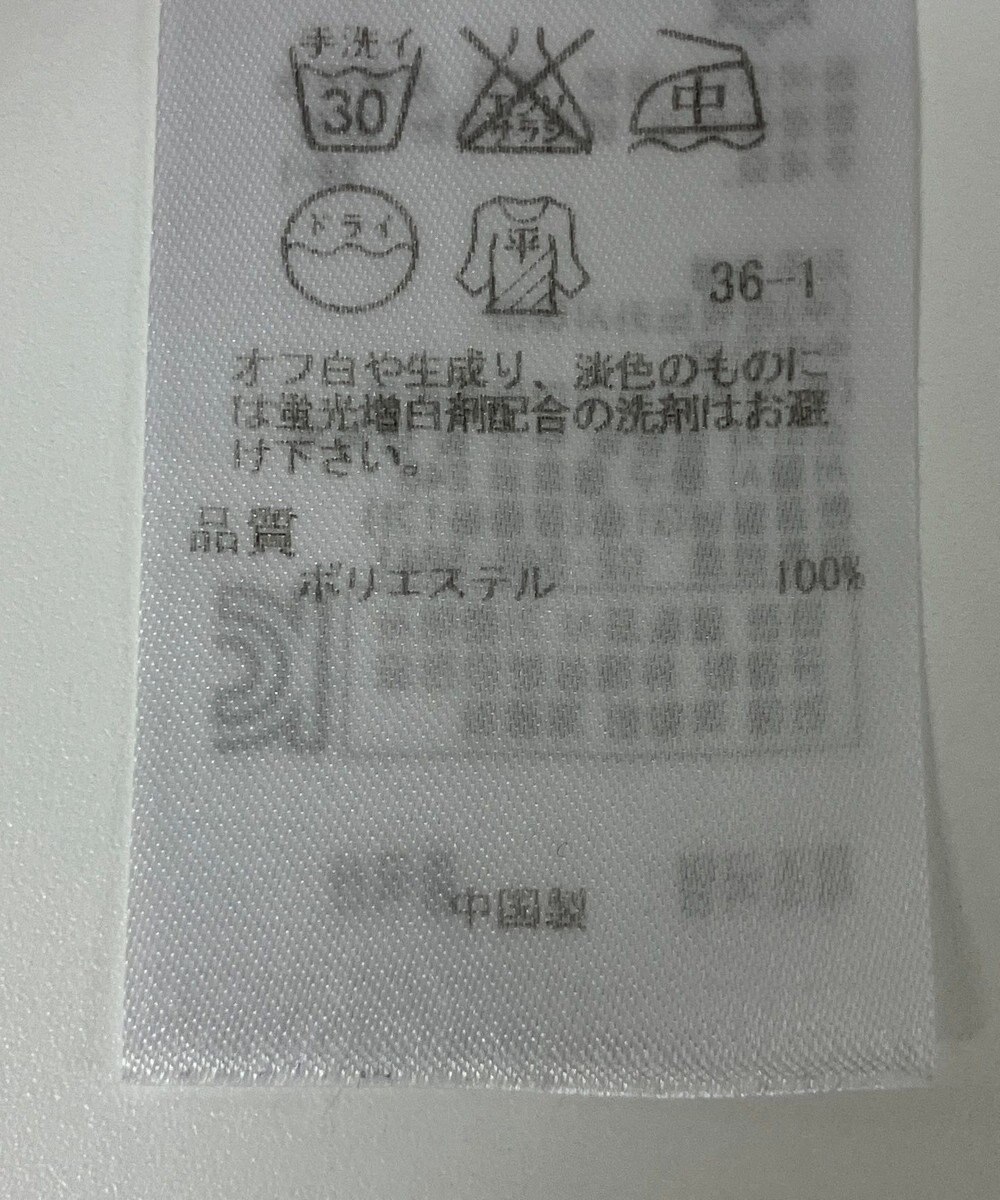 手洗イ
30
エンソ
サラシ
中
ドライ
平
36-1
オフ白や生成り、淡色のものに
は蛍光増白剤配合の洗剤はお避
け下さい。
品質
ポリエステル 100%
中国製